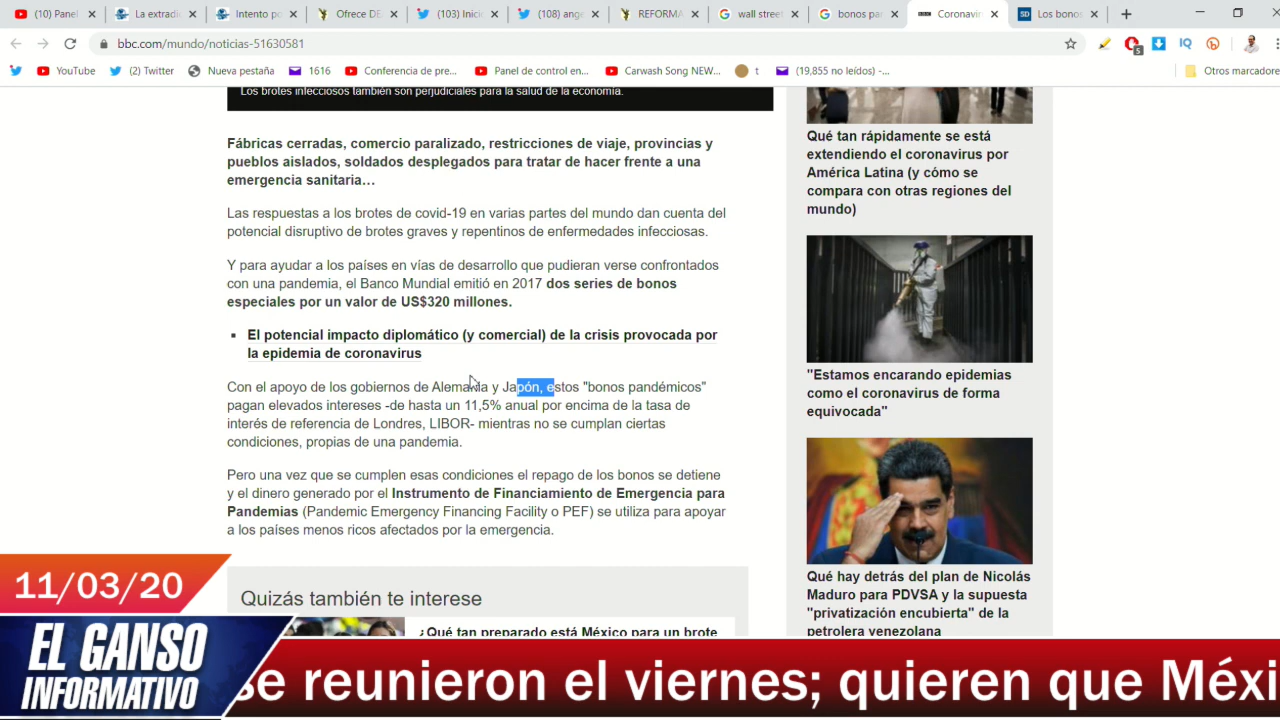 (10) Panel
La extradi
Intento po
Ofrece DE
(103) Inici
(108) ange
REFORMA
wall street
bonos pa
Coronavir
Los bonos
bbc.com/mundo/noticias-51630581
5
IQ
YouTube
(2) Twitter
Nueva pestaña
1616
Conferencia de pre...
Panel de control en...
Carwash Song NEW...
t
(19,855 no leídos) -...
Otros marcadore
Los brotes infecciosos también son perjudiciales para la salud de la economía.
Fábricas cerradas, comercio paralizado, restricciones de viaje, provincias y
pueblos aislados, soldados desplegados para tratar de hacer frente a una
emergencia sanitaria…
Las respuestas a los brotes de covid-19 en varias partes del mundo dan cuenta del
potencial disruptivo de brotes graves y repentinos de enfermedades infecciosas.
Y para ayudar a los países en vías de desarrollo que pudieran verse confrontados
con una pandemia, el Banco Mundial emitió en 2017 dos series de bonos
especiales por un valor de US$320 millones.
El potencial impacto diplomático (y comercial) de la crisis provocada por
la epidemia de coronavirus
Con el apoyo de los gobiernos de Alemania y Japón, estos "bonos pandémicos"
pagan elevados intereses -de hasta un 11,5% anual por encima de la tasa de
interés de referencia de Londres, LIBOR- mientras no se cumplan ciertas
condiciones, propias de una pandemia.
Pero una vez que se cumplen esas condiciones el repago de los bonos se detiene
y el dinero generado por el Instrumento de Financiamiento de Emergencia para
Pandemias (Pandemic Emergency Financing Facility o PEF) se utiliza para apoyar
a los países menos ricos afectados por la emergencia.
Quizás también te interese
¿Qué tan preparado está México para un brote
Qué tan rápidamente se está
extendiendo el coronavirus por
América Latina (y cómo se
compara con otras regiones del
mundo)
"Estamos encarando epidemias
como el coronavirus de forma
equivocada"
Qué hay detrás del plan de Nicolás
Maduro para PDVSA y la supuesta
"privatización encubierta" de la
petrolera venezolana
11/03/20
EL GANSO
INFORMATIVO
se reunieron el viernes; quieren que Méxi